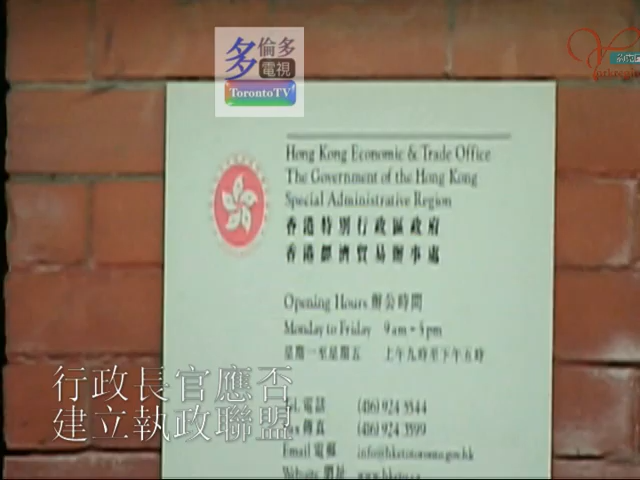 多 倫多
電視
TorontoTV
Hong Kong Economic & Trade Office
The Government of the Hong Kong
Special Administrative Region
香港特別行政區政府
香港經濟貿易辦事處
Opening Hours 辦公時間
Monday to Friday 9 am - 5 pm
星期一至星期五 上午九時至下午五時
行政長官應否
建立執政聯盟
電話 (416) 924 5544
傳真 (416) 924 3599
Email 電郵 info@hketotoronto.gov.hk
Website 網址